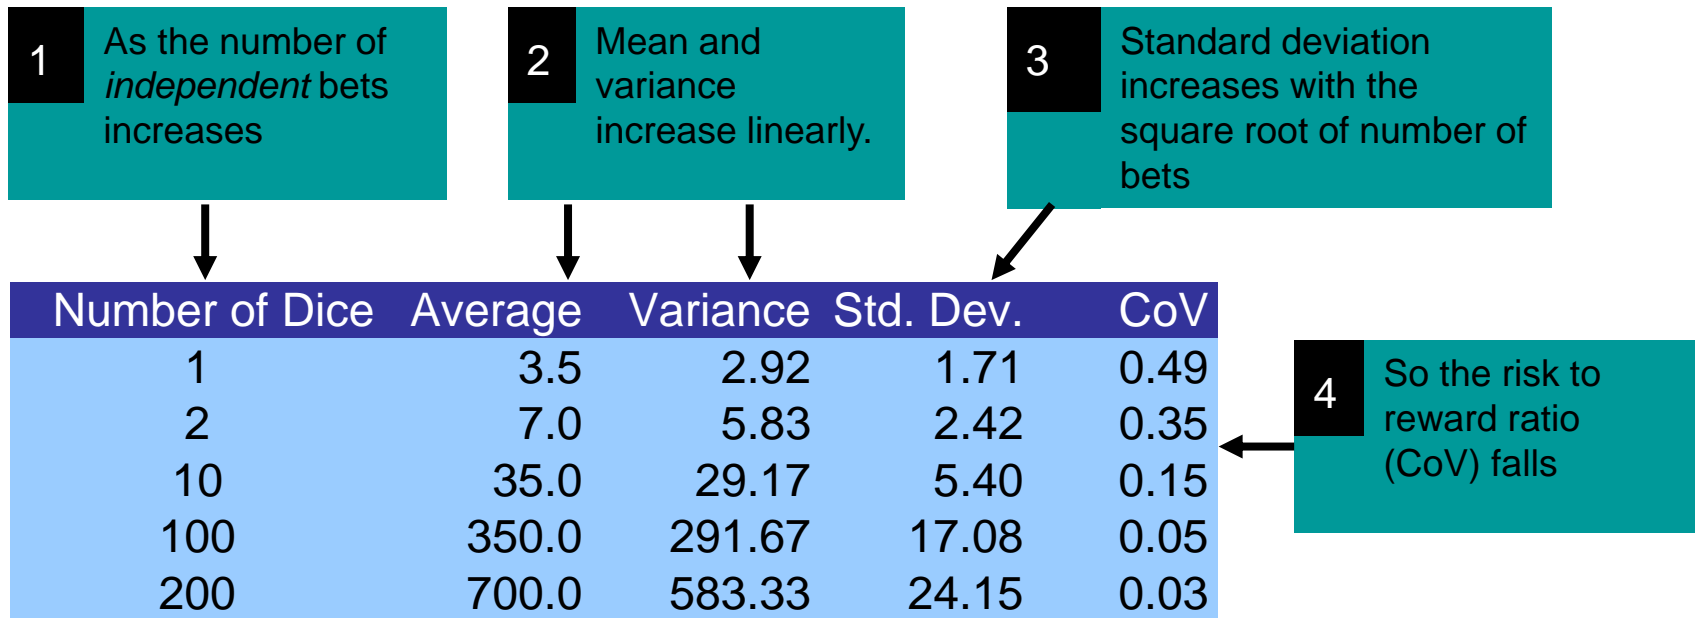 1
As the number of
independent bets
increases
2
Mean and
variance
increase linearly.
3
Standard deviation
increases with the
square root of number of
bets
Number of Dice Average Variance Std. Dev. CoV
1 3.5 2.92 1.71 0.49
2 7.0 5.83 2.42 0.35
10 35.0 29.17 5.40 0.15
100 350.0 291.67 17.08 0.05
200 700.0 583.33 24.15 0.03
4
So the risk to
reward ratio
(CoV) falls